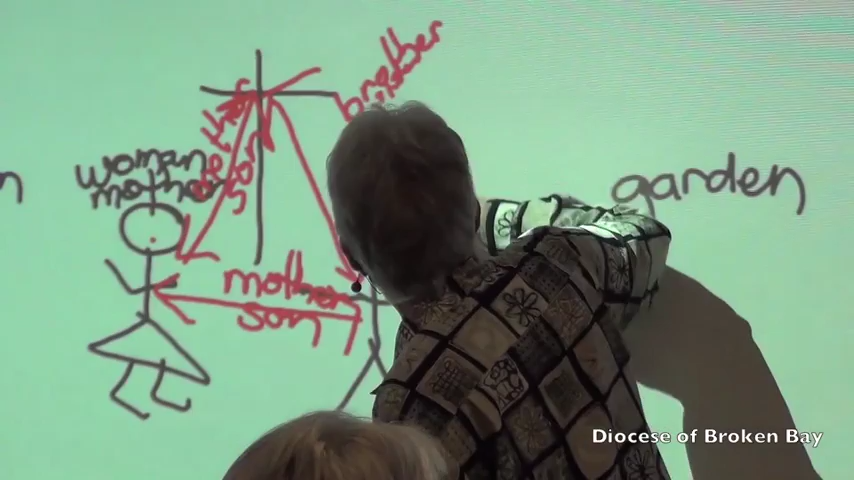 brother
woman
mother
son
garden
mother
son
Diocese of Broken Bay